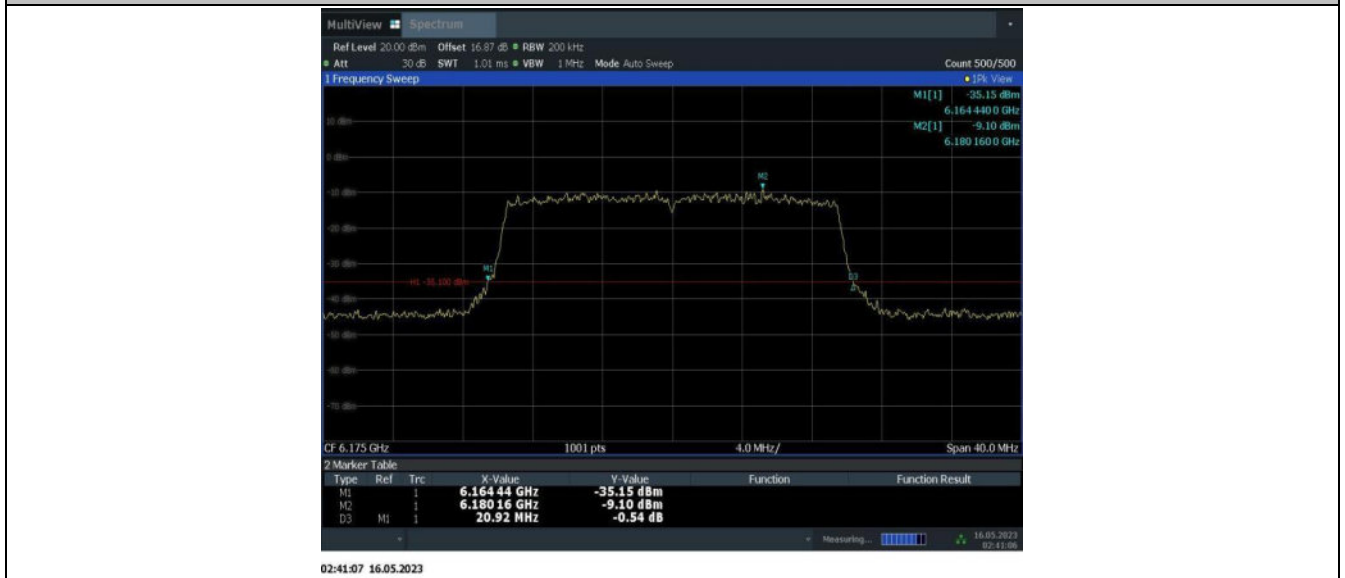 MultiView Spectrum
Ref Level 20.00 dBm Offset 16.87 dB RBW 200 kHz
Att 30 dB SWT 1.01 ms VBW 1 MHz Mode Auto Sweep Count 500/500
1 Frequency Sweep 1Pk View
M1[1] -35.15 dBm
6.164 440 0 GHz
10 dBm
M2[1] -9.10 dBm
6.180 160 0 GHz
0 dBm
M2
-10 dBm
-20 dBm
-30 dBm
M1
D3
H1 -35.100 dBm
-40 dBm
-50 dBm
-60 dBm
-70 dBm
CF 6.175 GHz 1001 pts 4.0 MHz/ Span 40.0 MHz
2 Marker Table
Type Ref Trc X-Value Y-Value Function Function Result
M1 1 6.164 44 GHz -35.15 dBm
M2 1 6.180 16 GHz -9.10 dBm
D3 M1 1 20.92 MHz -0.54 dB
Measuring... 16.05.2023
02:41:06
02:41:07 16.05.2023